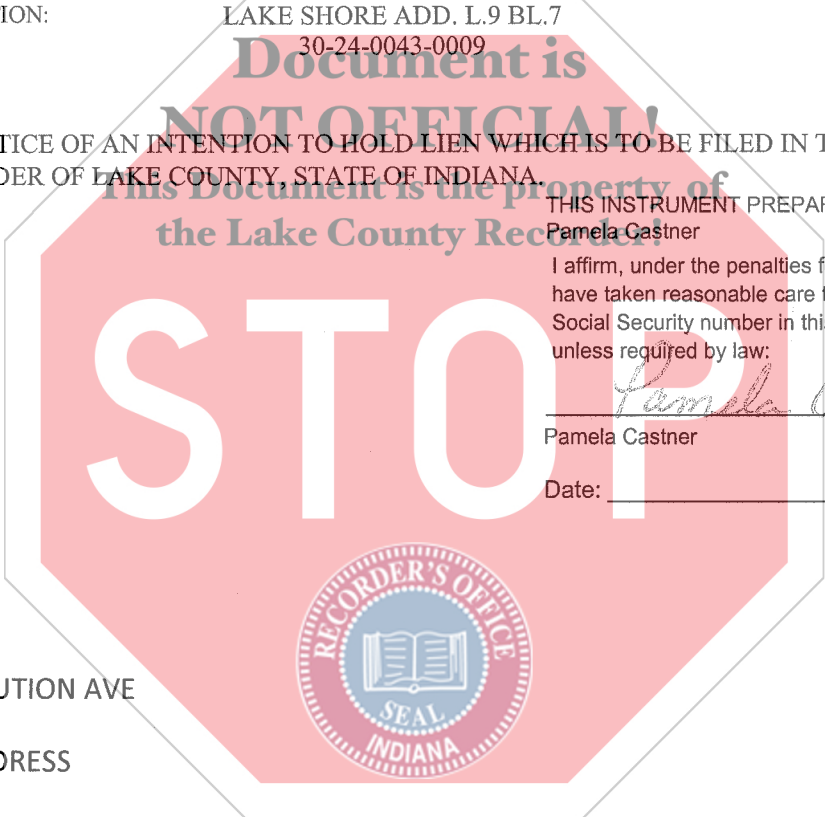 ION:
LAKE SHORE ADD. L.9 BL.7
30-24-0043-0009
Document is
NOT OFFICIAL!
TICE OF AN INTENTION TO HOLD LIEN WHICH IS TO BE FILED IN T
DER OF LAKE COUNTY, STATE OF INDIANA.
This Document is the property of
the Lake County Recorder!
THIS INSTRUMENT PREPAR
Pamela Castner
I affirm, under the penalties f
have taken reasonable care t
Social Security number in this
unless required by law:
Pamela C
Pamela Castner
Date:
STOP
RECORDER'S OFFICE
SEAL
INDIANA
UTION AVE
DRESS